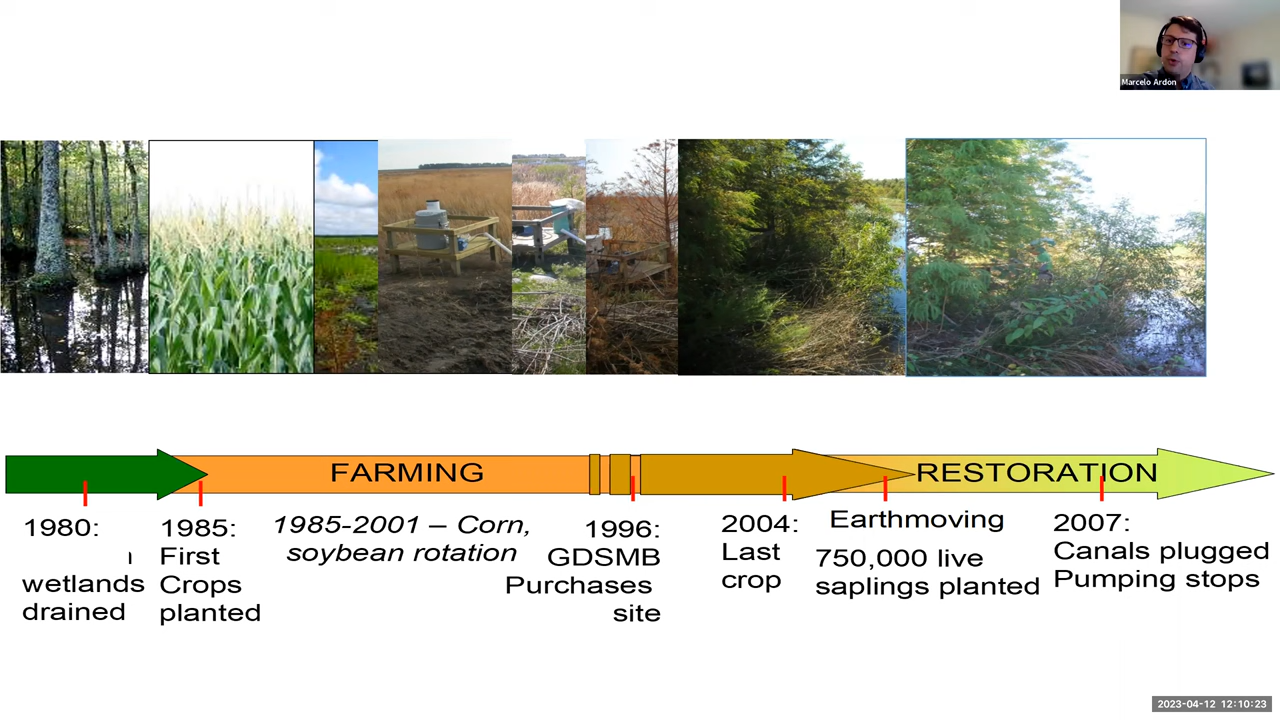 Marcelo Ardon
FARMING
RESTORATION
1980:
wetlands
drained
1985:
First
Crops
planted
1985-2001 – Corn,
soybean rotation
1996:
GDSMB
Purchases
site
2004:
Last
crop
Earthmoving
750,000 live
saplings planted
2007:
Canals plugged
Pumping stops
2023-04-12 12:10:23